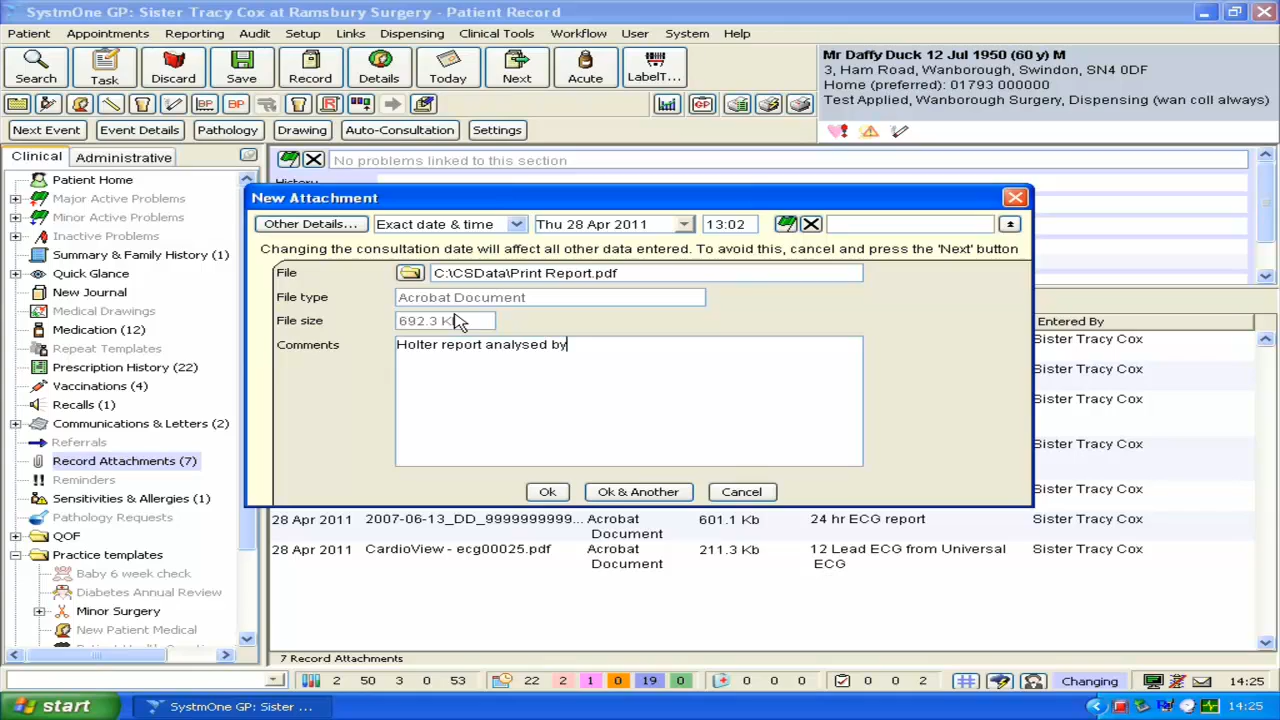 SystmOne GP: Sister Tracy Cox at Ramsbury Surgery - Patient Record
Patient Appointments Reporting Audit Setup Links Dispensing Clinical Tools Workflow User System Help
Search Task Discard Save Record Details Today Next Acute LabelT...
Mr Daffy Duck 12 Jul 1950 (60 y) M
3, Ham Road, Wanborough, Swindon, SN4 0DF
Home (preferred): 01793 000000
Test Applied, Wanborough Surgery, Dispensing (wan coll always)
Next Event Event Details Pathology Drawing Auto-Consultation Settings
Clinical Administrative
Patient Home
Major Active Problems
Minor Active Problems
Inactive Problems
Summary & Family History (1)
Quick Glance
New Journal
Medical Drawings
Medication (12)
Repeat Templates
Prescription History (22)
Vaccinations (4)
Recalls (1)
Communications & Letters (2)
Referrals
Record Attachments (7)
Reminders
Sensitivities & Allergies (1)
Pathology Requests
QOF
Practice templates
Baby 6 week check
Diabetes Annual Review
Minor Surgery
New Patient Medical
No problems linked to this section
History
New Attachment
Other Details... Exact date & time Thu 28 Apr 2011 13:02
Changing the consultation date will affect all other data entered. To avoid this, cancel and press the 'Next' button
File C:\CSData\Print Report.pdf
File type Acrobat Document
File size 692.3 K
Comments Holter report analysed by
Ok Ok & Another Cancel
Entered By
Sister Tracy Cox
Sister Tracy Cox
Sister Tracy Cox
Sister Tracy Cox
Sister Tracy Cox
28 Apr 2011 2007-06-13_DD_9999999999... Acrobat Document 601.1 Kb 24 hr ECG report Sister Tracy Cox
28 Apr 2011 CardioView - ecg00025.pdf Acrobat Document 211.3 Kb 12 Lead ECG from Universal ECG Sister Tracy Cox
7 Record Attachments
2 50 3 0 53 22 2 1 0 19 0 0 0 0 0 0 2 Changing 14:25
start SystmOne GP: Sister ... 14:25